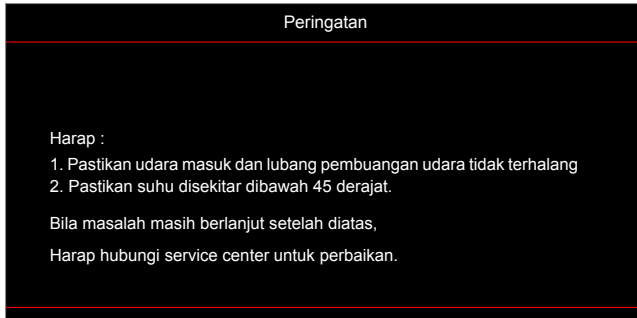 Peringatan
Harap :
1. Pastikan udara masuk dan lubang pembuangan udara tidak terhalang
2. Pastikan suhu disekitar dibawah 45 derajat.
Bila masalah masih berlanjut setelah diatas,
Harap hubungi service center untuk perbaikan.